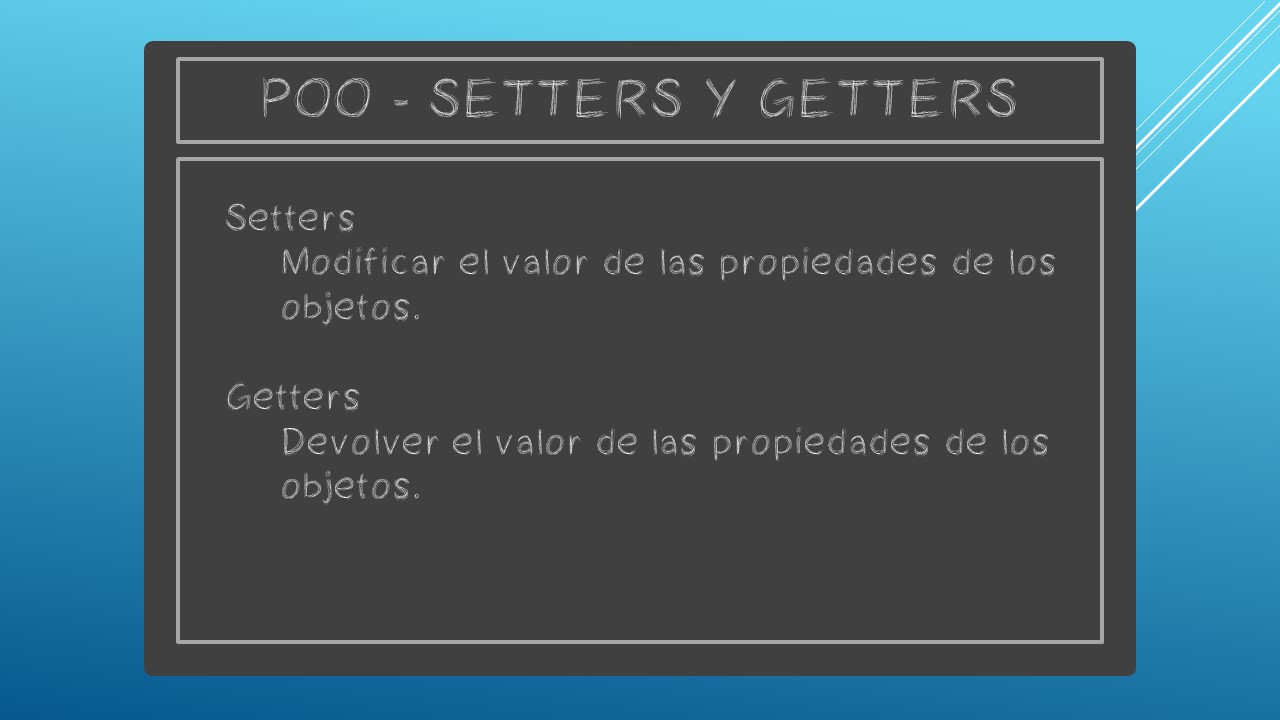 POO - SETTERS Y GETTERS
Setters
Modificar el valor de las propiedades de los
objetos.
Getters
Devolver el valor de las propiedades de los
objetos.